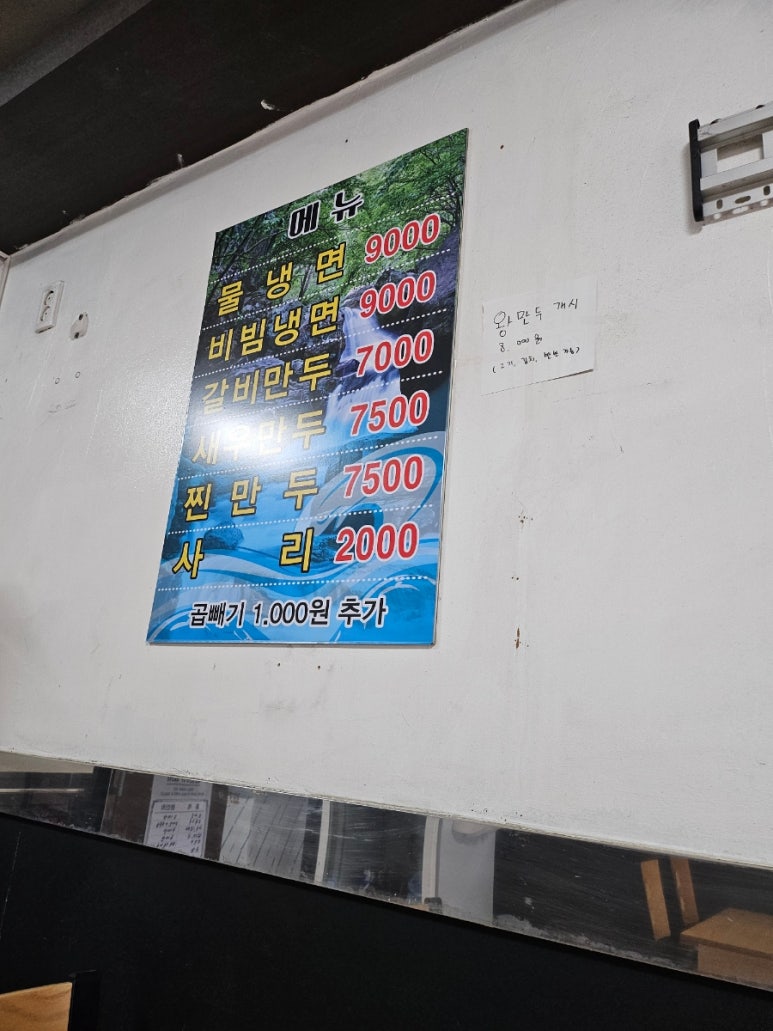 메뉴
물냉면 9000
비빔냉면 9000
갈비만두 7000
새우만두 7500
찐만두 7500
사리 2000
곱빼기 1.000원 추가
왕만두 개시
8.000원